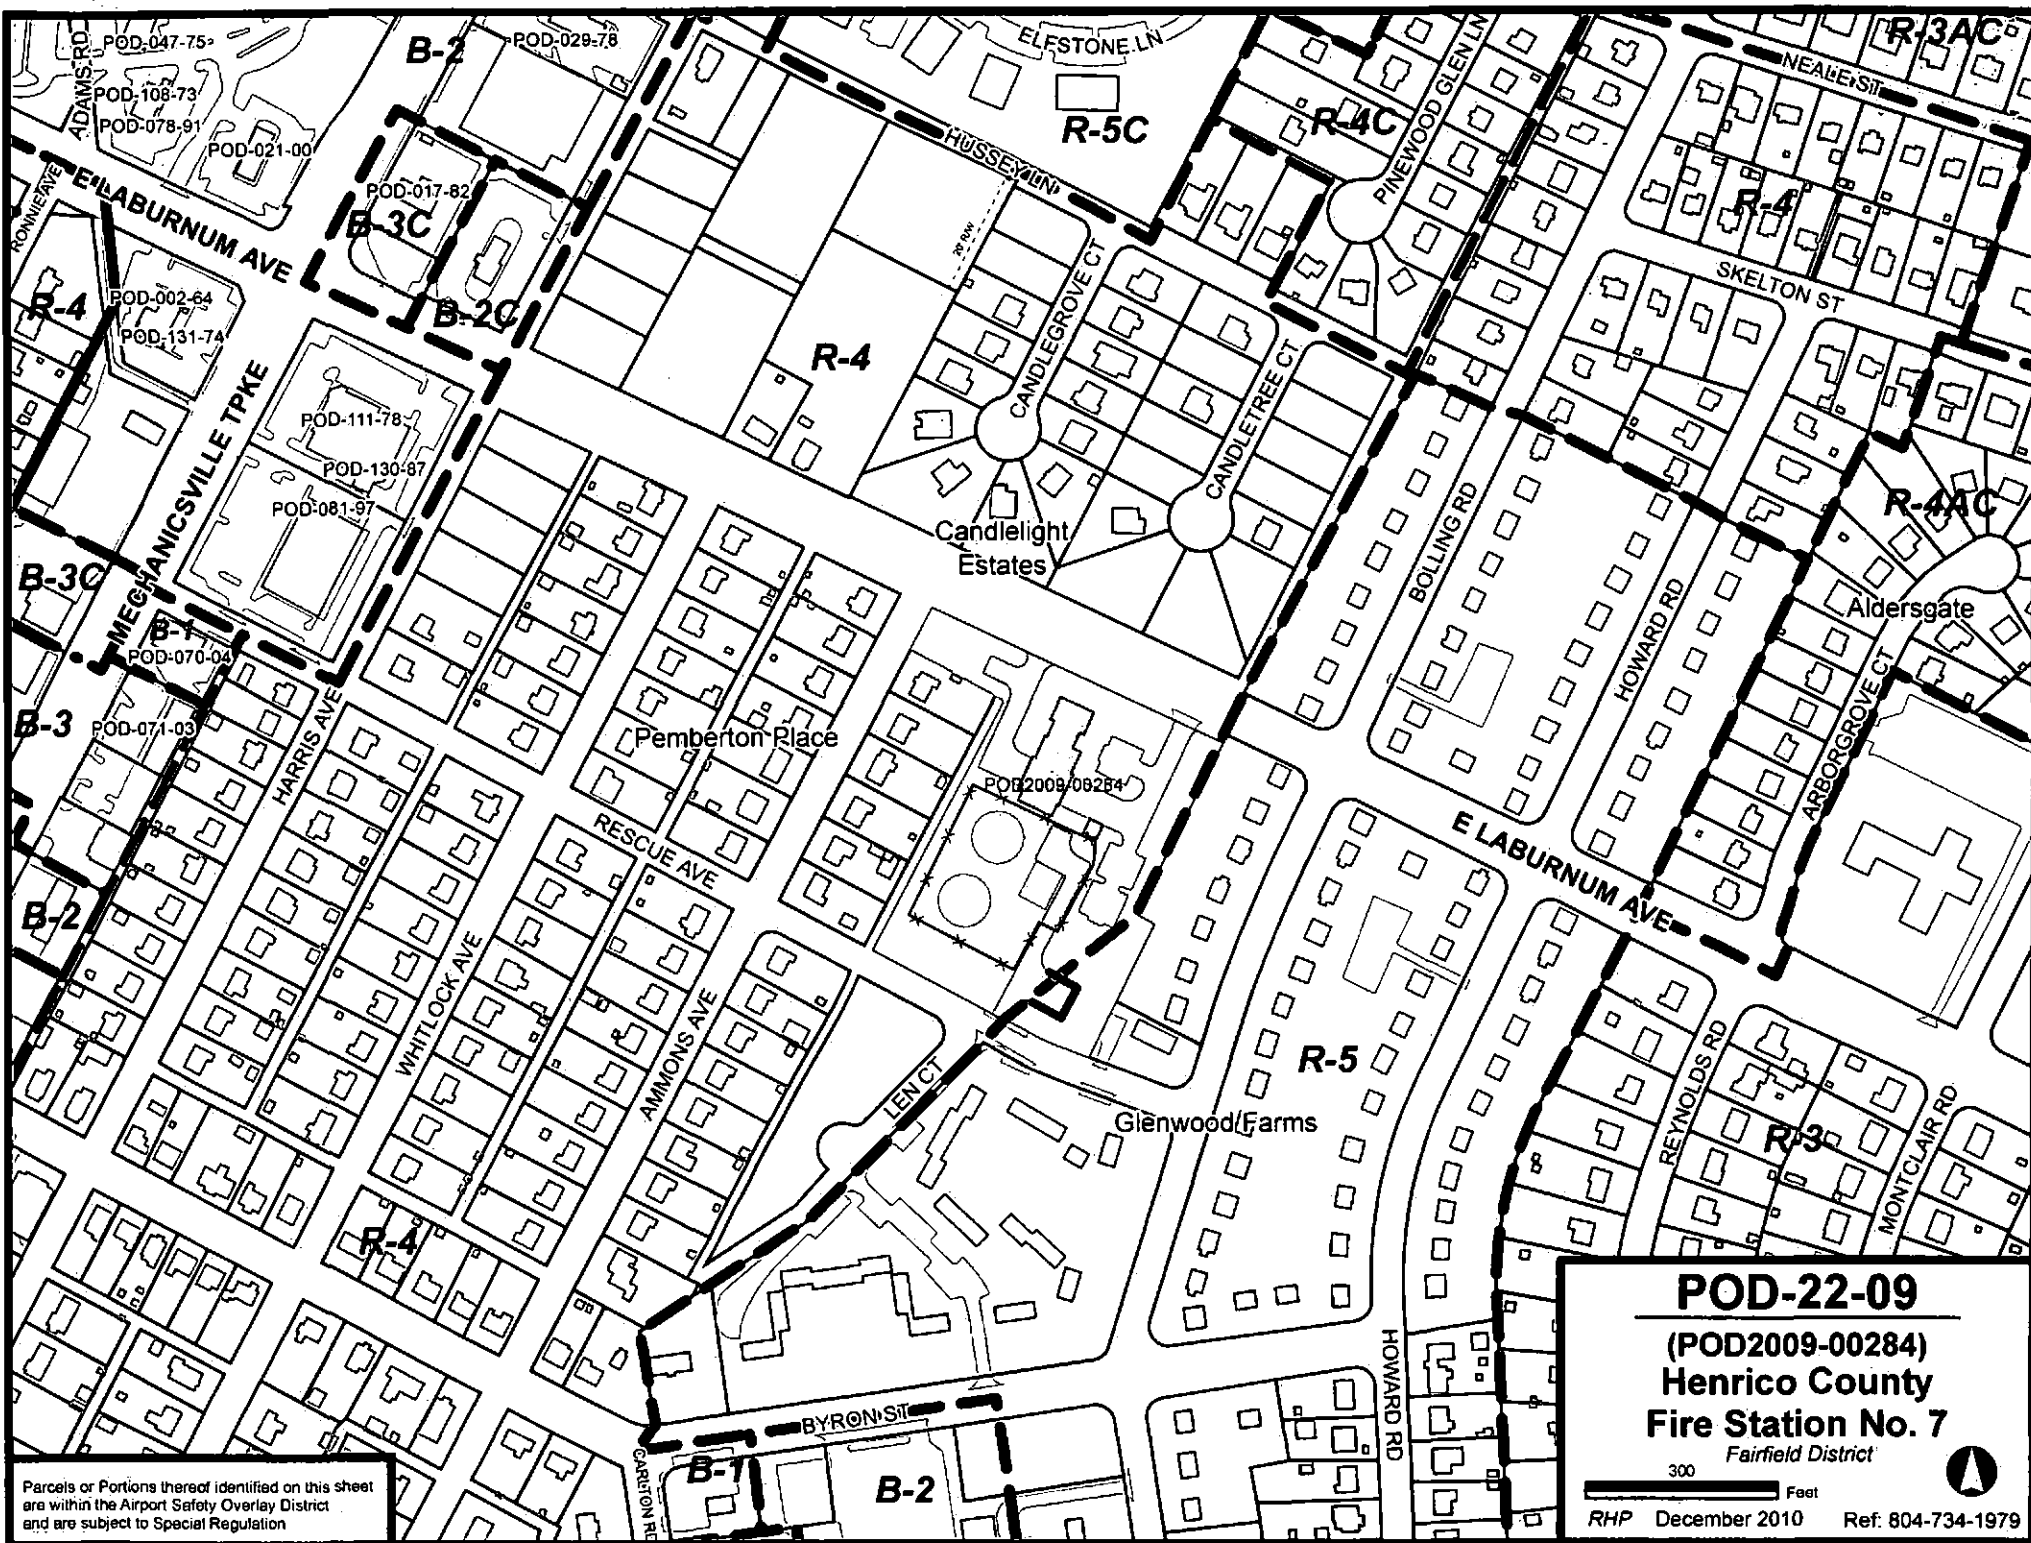 ADAMS RD
POD-047-75
POD-108-73
POD-078-91
POD-021-00
B-2
POD-029-78
ELFSTONE LN
R-5C
HUSSEY LN
R-4C
PINEWOOD GLEN LN
R-3AC
NEALE ST
R-4
SKELTON ST
RONNIE AVE
E LABURNUM AVE
POD-017-82
B-3C
B-2C
R-4
POD-002-64
POD-131-74
MECHANICSVILLE TPKE
POD-111-78
POD-130-87
POD-081-97
20' R/W
R-4
CANDLEGROVE CT
CANDLETREE CT
Candlelight
Estates
BOLLING RD
HOWARD RD
R-4AC
Aldersgate
ARBORGROVE CT
B-3C
B-1
POD-070-04
B-3
POD-071-03
HARRIS AVE
Pemberton Place
POD2009-00284
RESCUE AVE
E LABURNUM AVE
B-2
WHITLOCK AVE
AMMONS AVE
LEN CT
R-5
Glenwood Farms
REYNOLDS RD
R-3
MONTCLAIR RD
R-4
HOWARD RD
BYRON ST
CARLTON RD
B-1
B-2
Parcels or Portions thereof identified on this sheet
are within the Airport Safety Overlay District
and are subject to Special Regulation
POD-22-09
(POD2009-00284)
Henrico County
Fire Station No. 7
Fairfield District
300
Feet
RHP December 2010 Ref: 804-734-1979